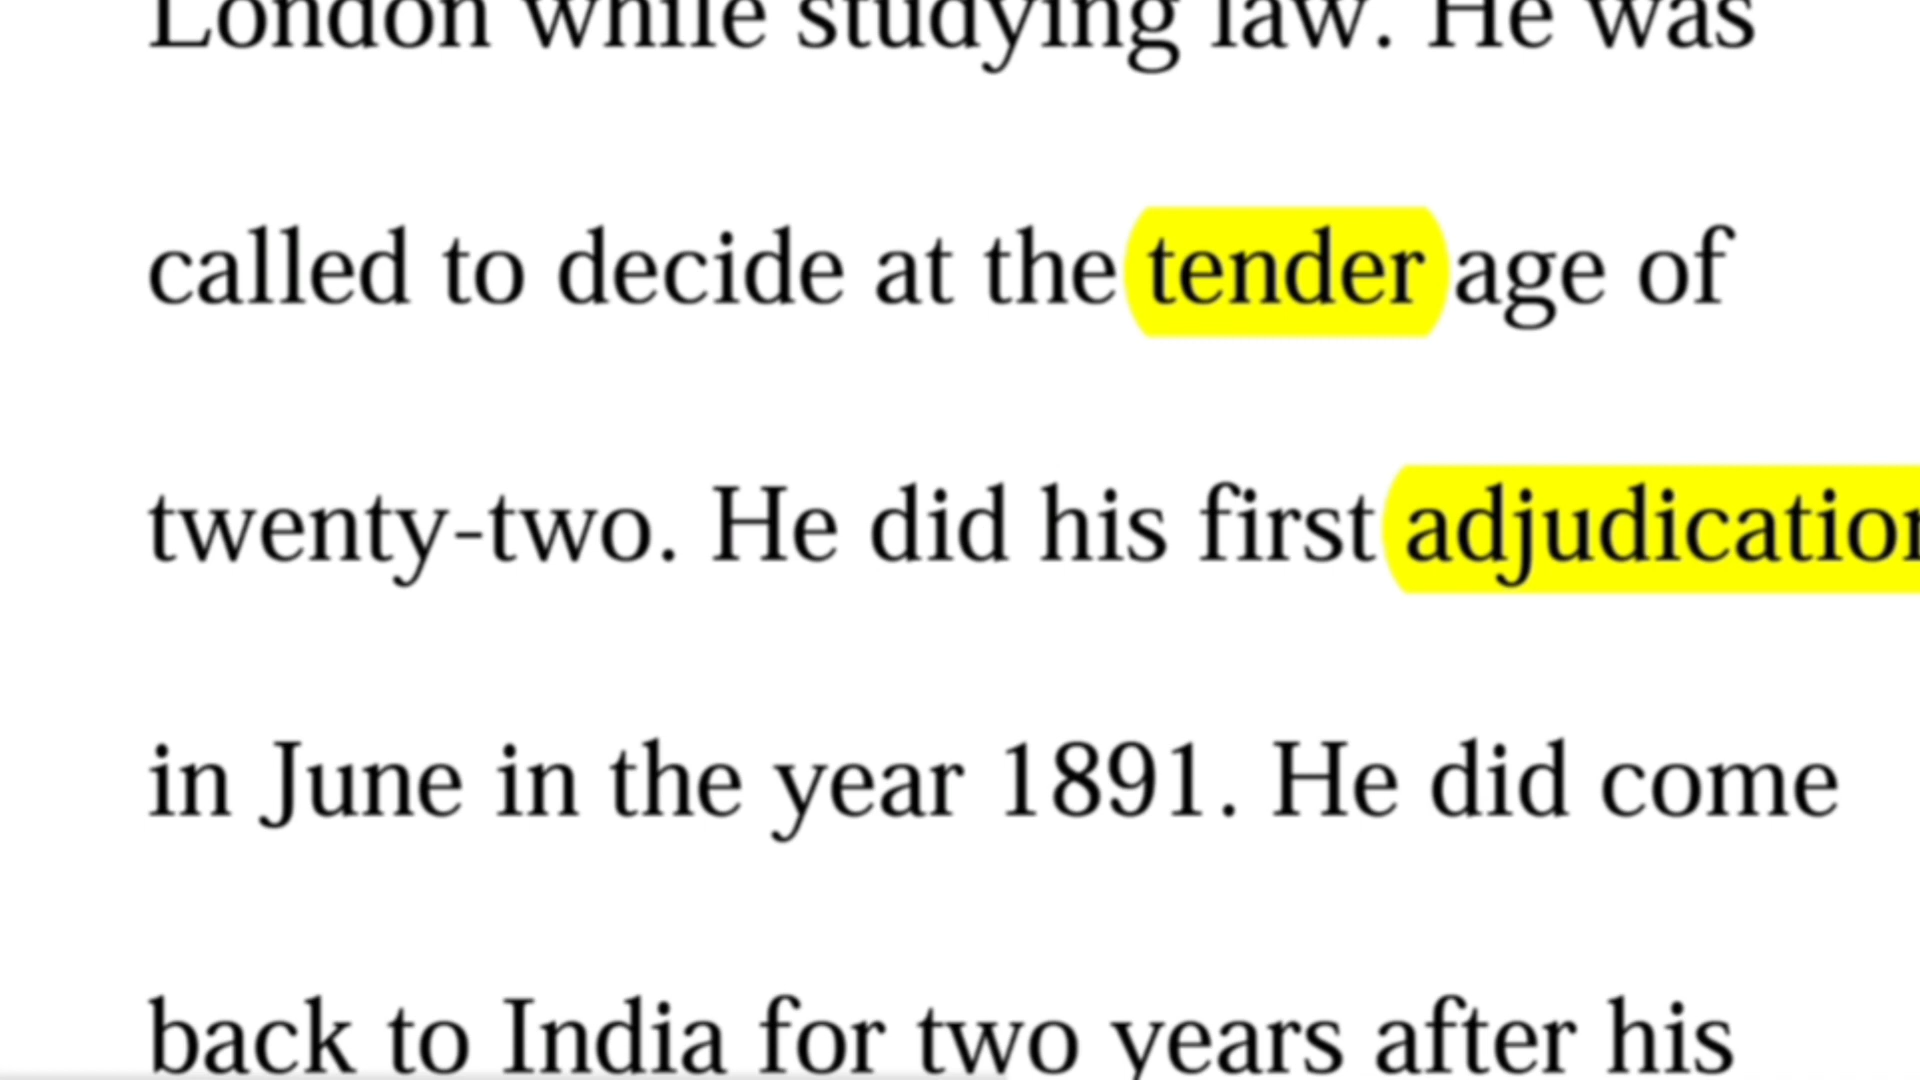 London while studying law. He was
called to decide at the tender age of
twenty-two. He did his first adjudication
in June in the year 1891. He did come
back to India for two years after his